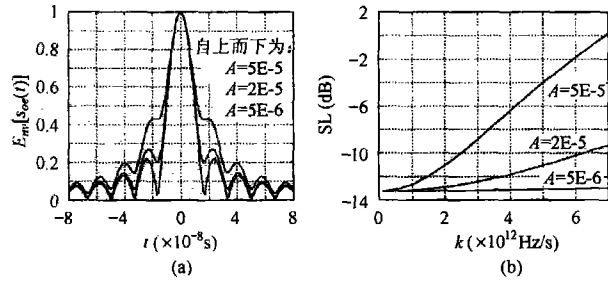 1
0.8
0.6
0.4
0.2
0
−8
−4
0
4
8
t (×10⁻⁸s)
(a)
自上而下为:
A=5E-5
A=2E-5
A=5E-6
2
−2
−6
−10
−14
SL (dB)
0
2
4
6
k (×10¹²Hz/s)
(b)
A=5E-5
A=2E-5
A=5E-6